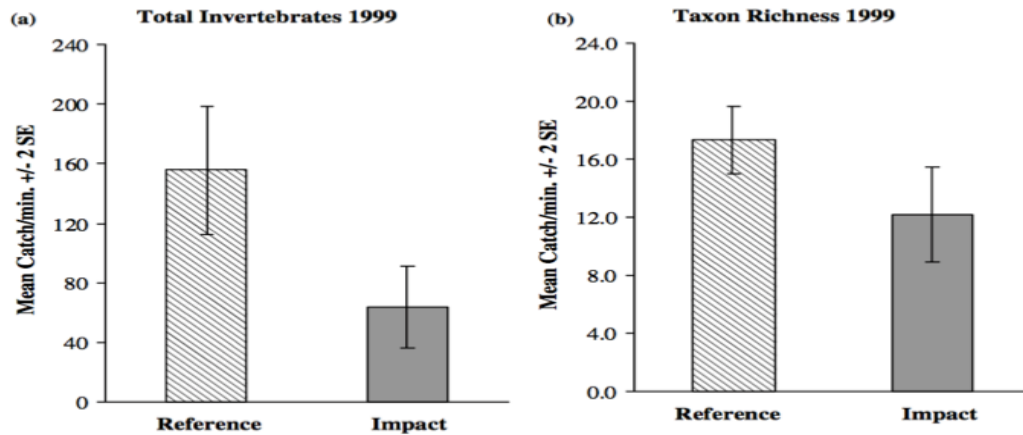 (a) Total Invertebrates 1999
Mean Catch/min. +/- 2 SE
240
200
160
120
80
40
0
Reference Impact
(b) Taxon Richness 1999
Mean Catch/min. +/- 2 SE
24.0
20.0
16.0
12.0
8.0
4.0
0.0
Reference Impact